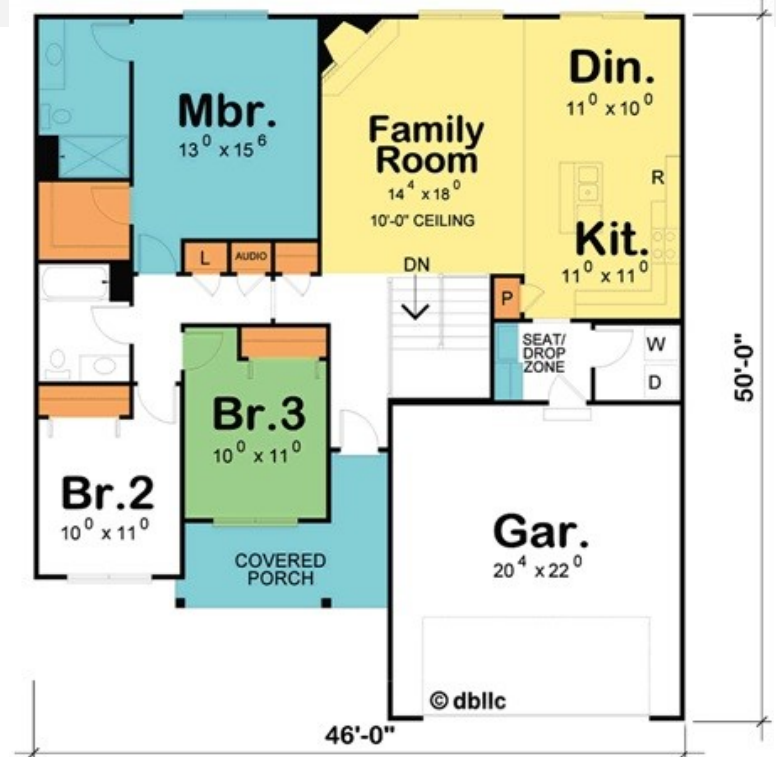 Mbr.
13⁰ x 15⁶
Family
Room
14⁴ x 18⁰
10'-0" CEILING
Din.
11⁰ x 10⁰
R
Kit.
11⁰ x 11⁰
L
AUDIO
DN
P
SEAT/
DROP
ZONE
W
D
50'-0"
Br.3
10⁰ x 11⁰
Br.2
10⁰ x 11⁰
COVERED
PORCH
Gar.
20⁴ x 22⁰
© dbllc
46'-0"